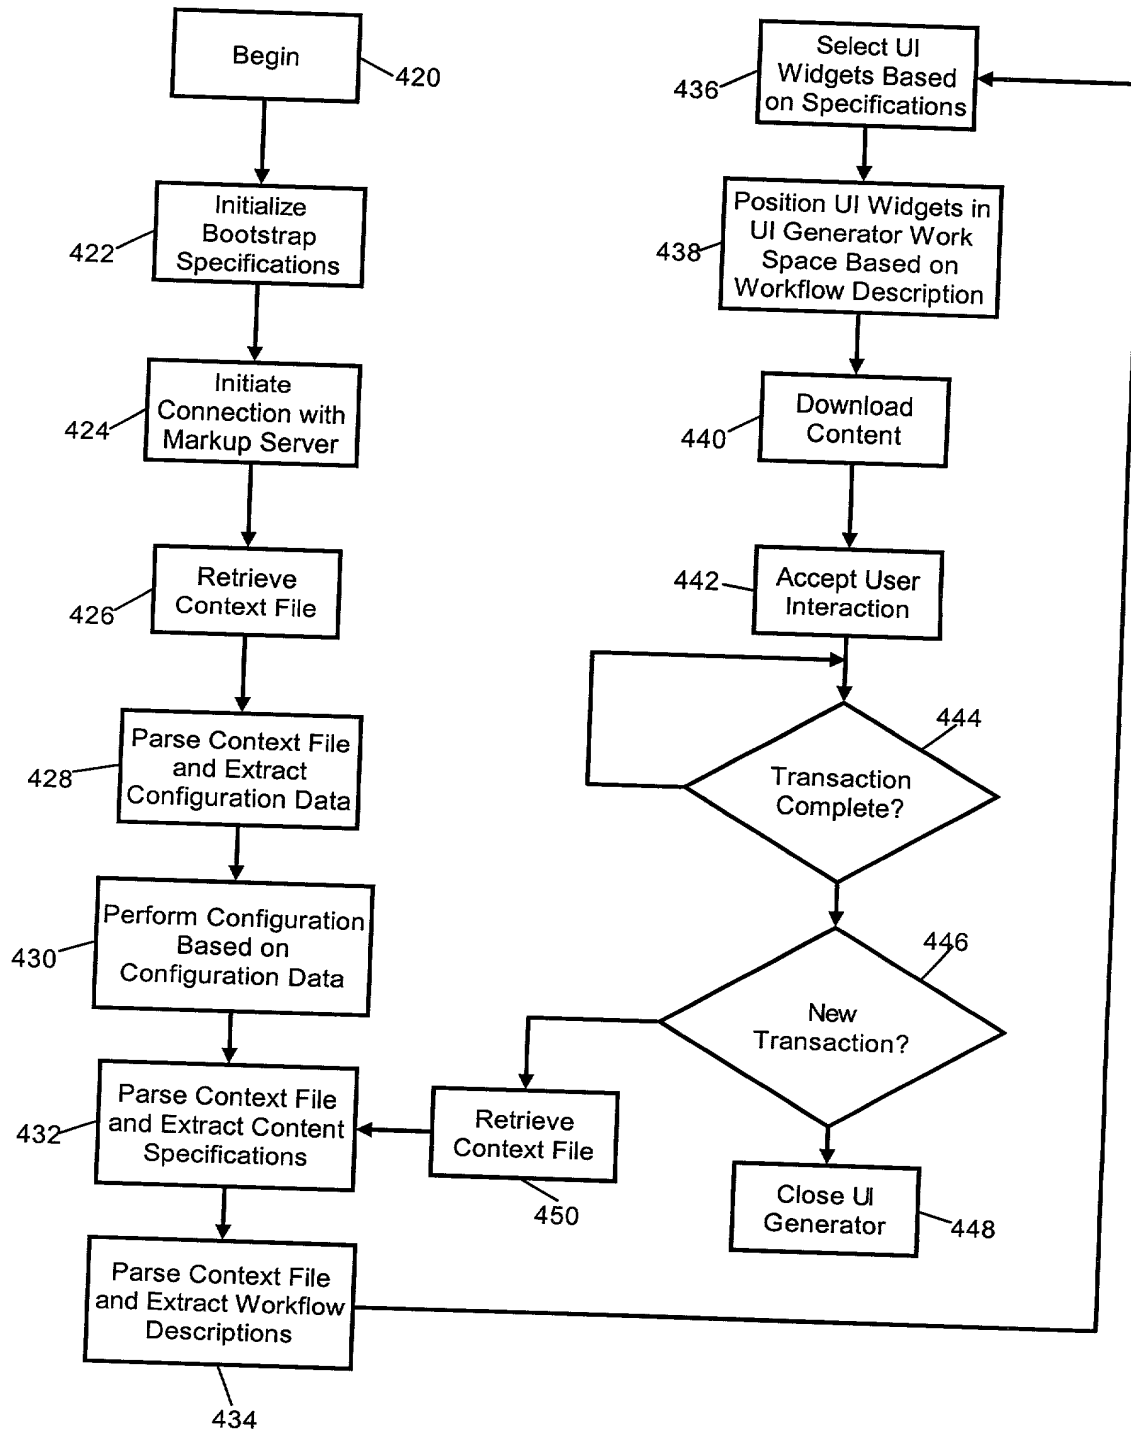 Begin
420
Initialize
Bootstrap
Specifications
422
Initiate
Connection with
Markup Server
424
Retrieve
Context File
426
Parse Context File
and Extract
Configuration Data
428
Perform Configuration
Based on
Configuration Data
430
Parse Context File
and Extract Content
Specifications
432
Parse Context File
and Extract Workflow
Descriptions
434
Select UI
Widgets Based
on Specifications
436
Position UI Widgets in
UI Generator Work
Space Based on
Workflow Description
438
Download
Content
440
Accept User
Interaction
442
Transaction
Complete?
444
New
Transaction?
446
Retrieve
Context File
450
Close UI
Generator
448